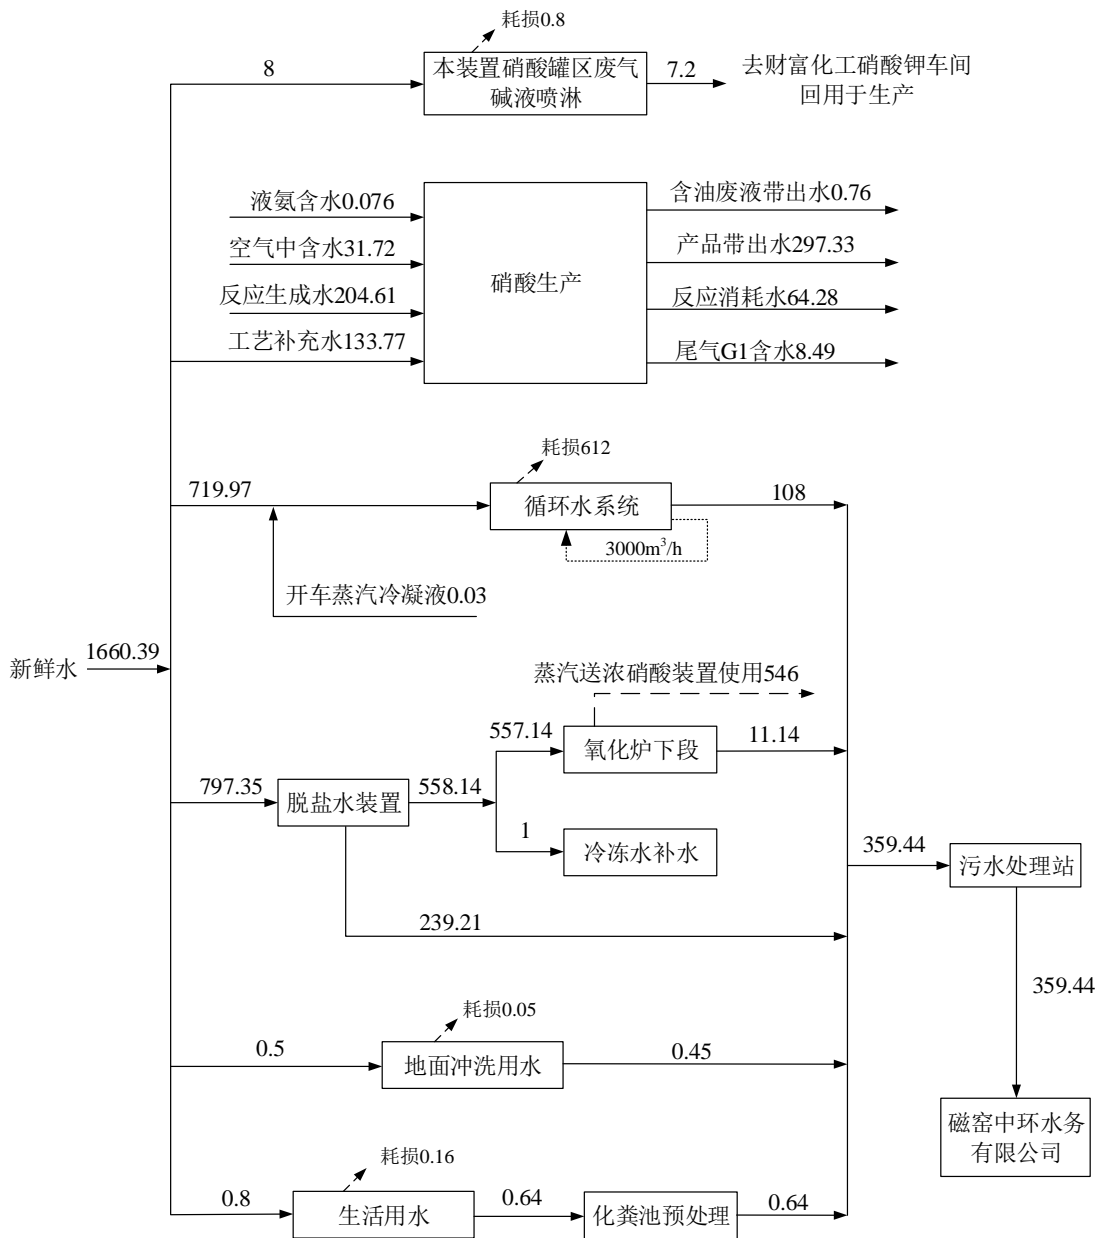 耗损0.8
8
本装置硝酸罐区废气
碱液喷淋
7.2
去财富化工硝酸钾车间
回用于生产
液氨含水0.076
空气中含水31.72
反应生成水204.61
工艺补充水133.77
硝酸生产
含油废液带出水0.76
产品带出水297.33
反应消耗水64.28
尾气G1含水8.49
耗损612
719.97
循环水系统
108
3000m³/h
开车蒸汽冷凝液0.03
新鲜水
1660.39
蒸汽送浓硝酸装置使用546
557.14
氧化炉下段
11.14
797.35
脱盐水装置
558.14
1
冷冻水补水
359.44
污水处理站
239.21
359.44
耗损0.05
0.5
地面冲洗用水
0.45
磁窑中环水务
有限公司
耗损0.16
0.8
生活用水
0.64
化粪池预处理
0.64